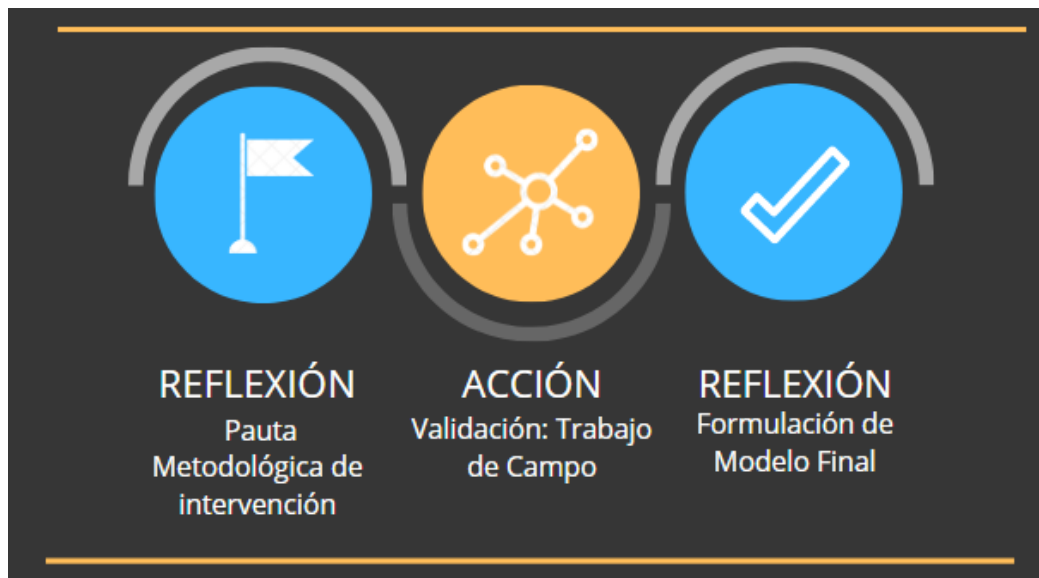 REFLEXIÓN
Pauta
Metodológica de
intervención
ACCIÓN
Validación: Trabajo
de Campo
REFLEXIÓN
Formulación de
Modelo Final